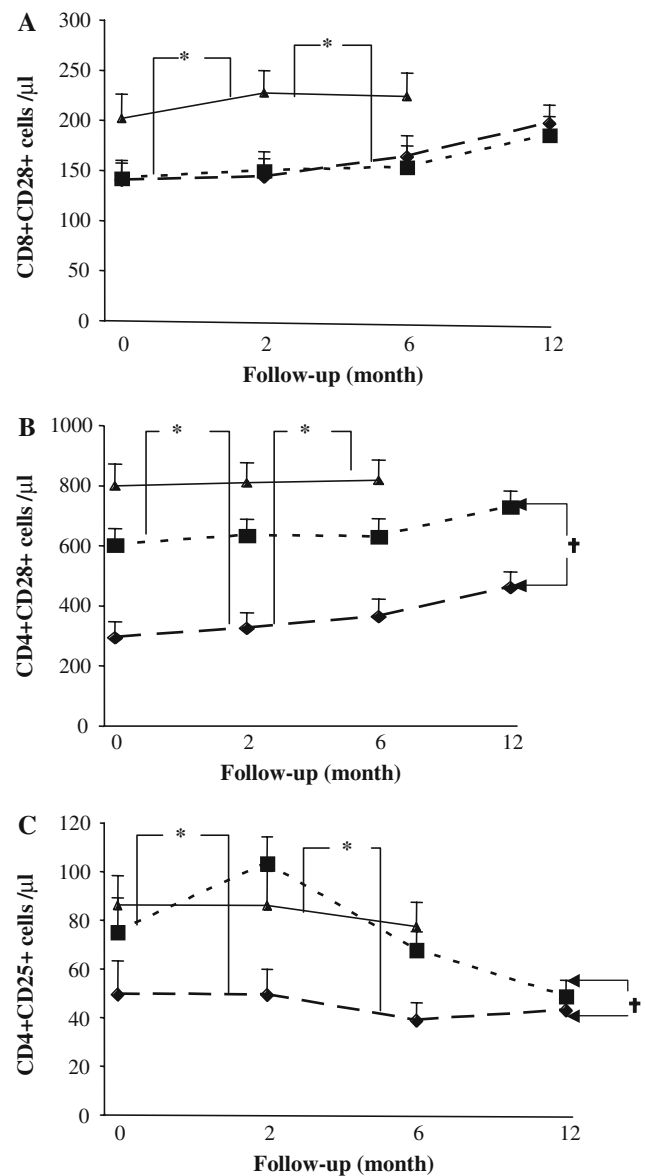 A
300
250
200
150
100
50
0
* *
0 2 6 12
Follow-up (month)
CD8+CD28+ cells /µl
B
1000
800
600
400
200
0
* *
✝
0 2 6 12
Follow-up (month)
CD4+CD28+ cells /µl
C
120
100
80
60
40
20
0
* *
✝
0 2 6 12
Follow-up (month)
CD4+CD25+ cells /µl